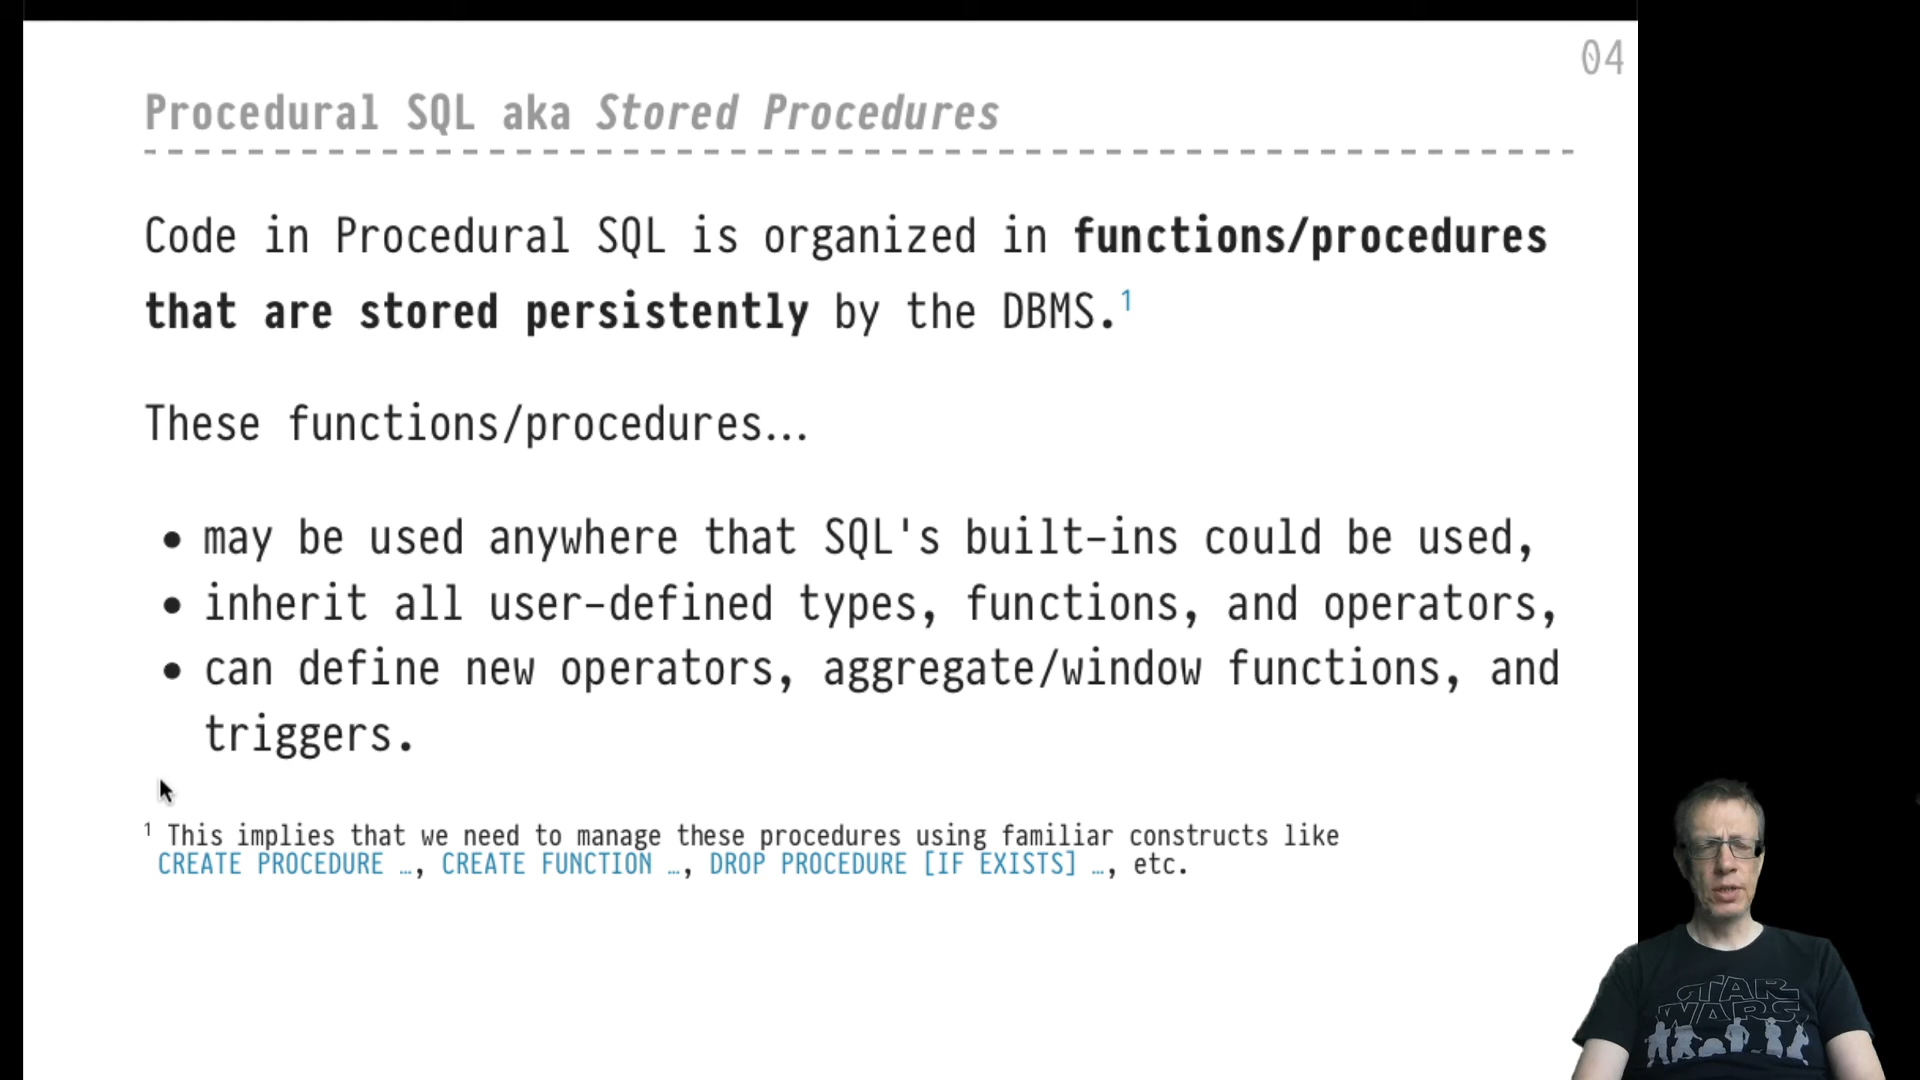 04
Procedural SQL aka Stored Procedures
Code in Procedural SQL is organized in functions/procedures
that are stored persistently by the DBMS.¹
These functions/procedures…
• may be used anywhere that SQL's built-ins could be used,
• inherit all user-defined types, functions, and operators,
• can define new operators, aggregate/window functions, and
triggers.
¹ This implies that we need to manage these procedures using familiar constructs like
CREATE PROCEDURE …, CREATE FUNCTION …, DROP PROCEDURE [IF EXISTS] …, etc.
STAR
WARS